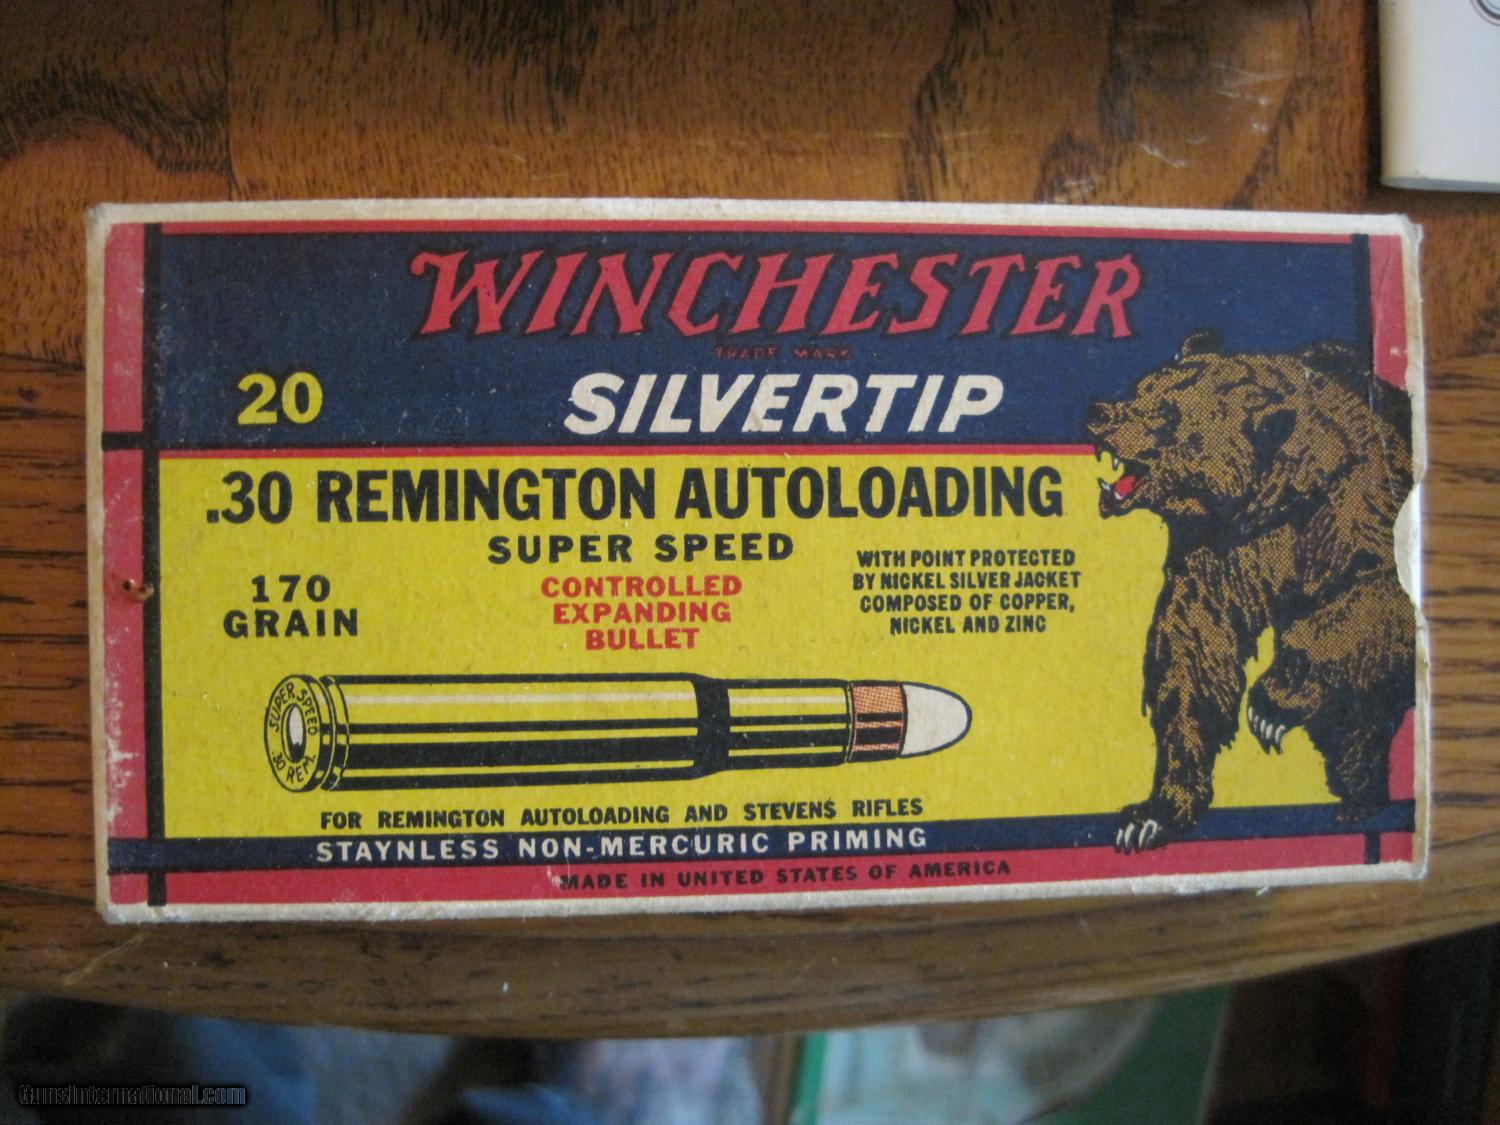 WINCHESTER
TRADE MARK
20
SILVERTIP
.30 REMINGTON AUTOLOADING
SUPER SPEED
170
GRAIN
CONTROLLED
EXPANDING
BULLET
WITH POINT PROTECTED
BY NICKEL SILVER JACKET
COMPOSED OF COPPER,
NICKEL AND ZINC
SUPER SPEED
.30 REM.
FOR REMINGTON AUTOLOADING AND STEVENS RIFLES
STAYNLESS NON-MERCURIC PRIMING
MADE IN UNITED STATES OF AMERICA
GunsInternational.com